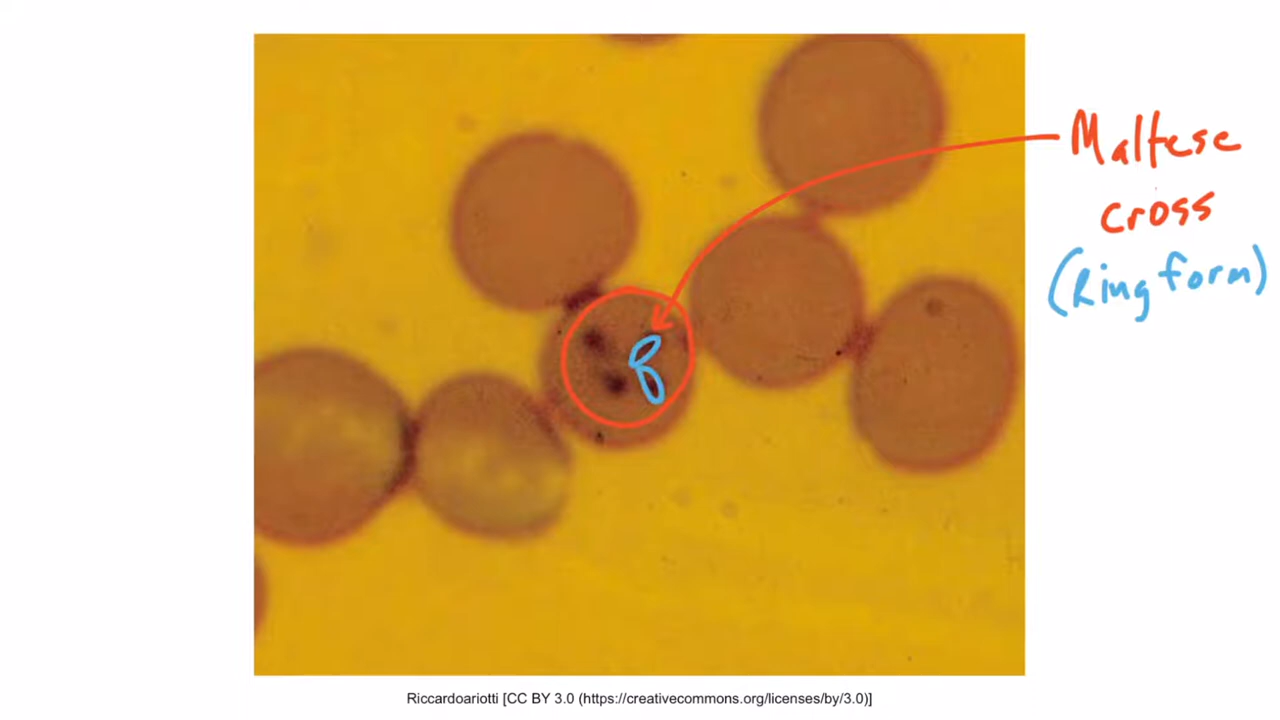 Maltese
cross
(Ring form)
Riccardoariotti [CC BY 3.0 (https://creativecommons.org/licenses/by/3.0)]